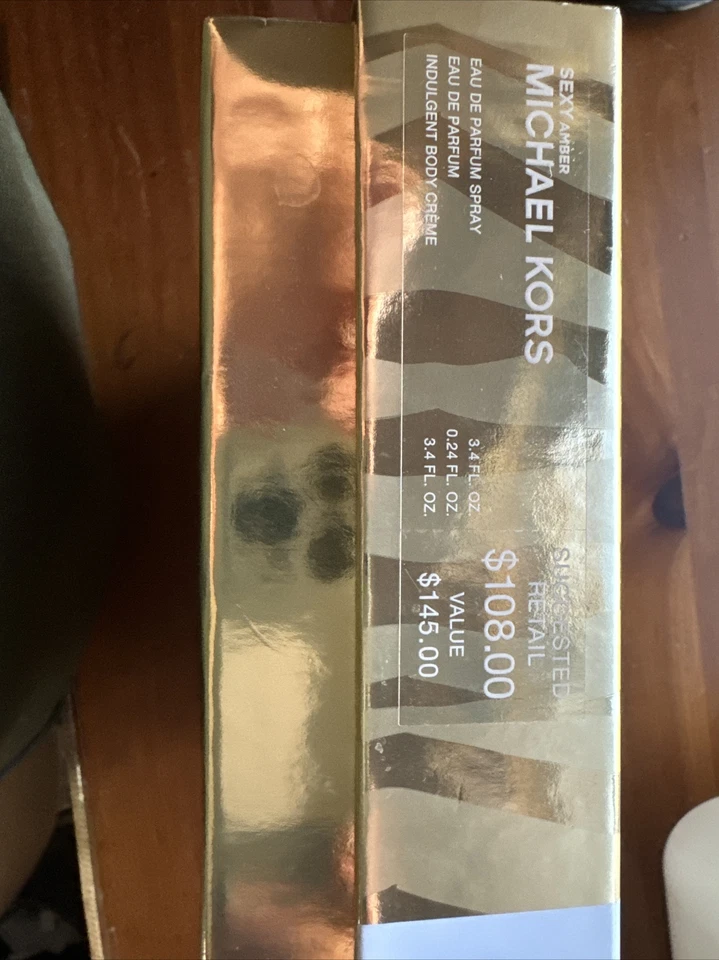 SEXY AMBER
MICHAEL KORS
EAU DE PARFUM SPRAY 3.4 FL. OZ.
EAU DE PARFUM 0.24 FL. OZ.
INDULGENT BODY CRÈME 3.4 FL. OZ.
SUGGESTED
RETAIL
$108.00
VALUE
$145.00